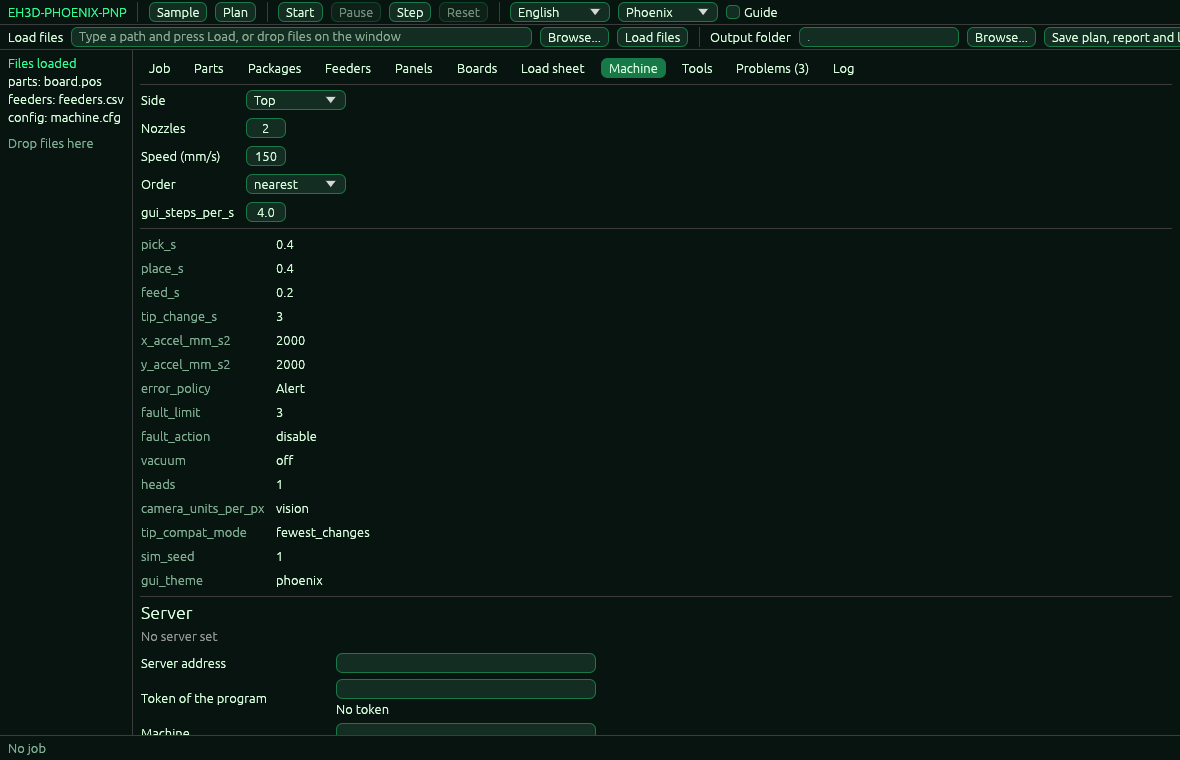 EH3D-PHOENIX-PNP Sample Plan Start Pause Step Reset English Phoenix Guide
Load files Type a path and press Load, or drop files on the window Browse... Load files Output folder . Browse... Save plan, report and
Files loaded
parts: board.pos
feeders: feeders.csv
config: machine.cfg
Drop files here
Job Parts Packages Feeders Panels Boards Load sheet Machine Tools Problems (3) Log
Side Top
Nozzles 2
Speed (mm/s) 150
Order nearest
gui_steps_per_s 4.0
pick_s 0.4
place_s 0.4
feed_s 0.2
tip_change_s 3
x_accel_mm_s2 2000
y_accel_mm_s2 2000
error_policy Alert
fault_limit 3
fault_action disable
vacuum off
heads 1
camera_units_per_px vision
tip_compat_mode fewest_changes
sim_seed 1
gui_theme phoenix
Server
No server set
Server address
Token of the program
No token
Machine
No job